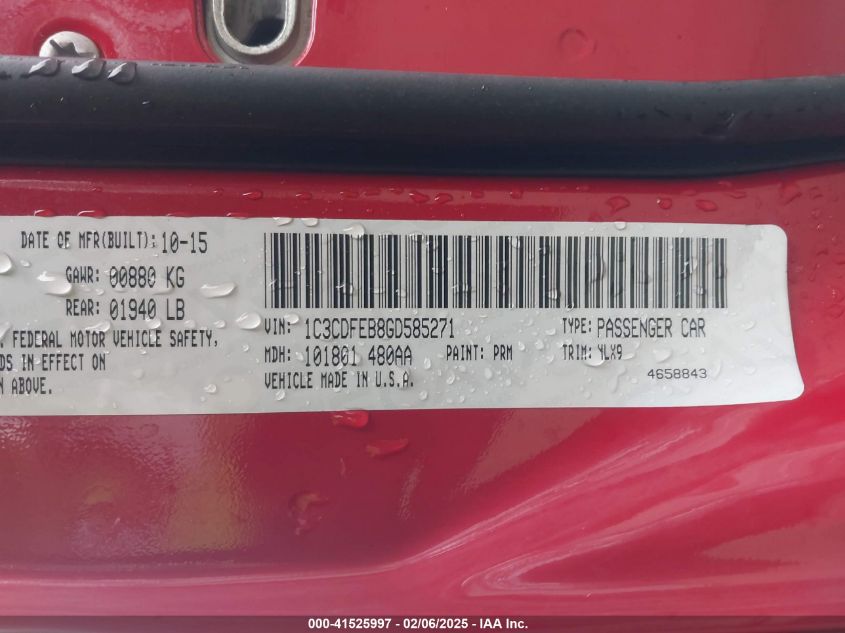 DATE OF MFR(BUILT): 10-15
GAWR: 00880 KG
REAR: 01940 LB
FEDERAL MOTOR VEHICLE SAFETY,
IN EFFECT ON
ABOVE.
VIN: 1C3CDFEB8GD585271 TYPE: PASSENGER CAR
MDH: 101801 480AA PAINT: PRM TRIM: VLX9
VEHICLE MADE IN U.S.A. 4658843
000-41525997 — 02/06/2025 — IAA Inc.